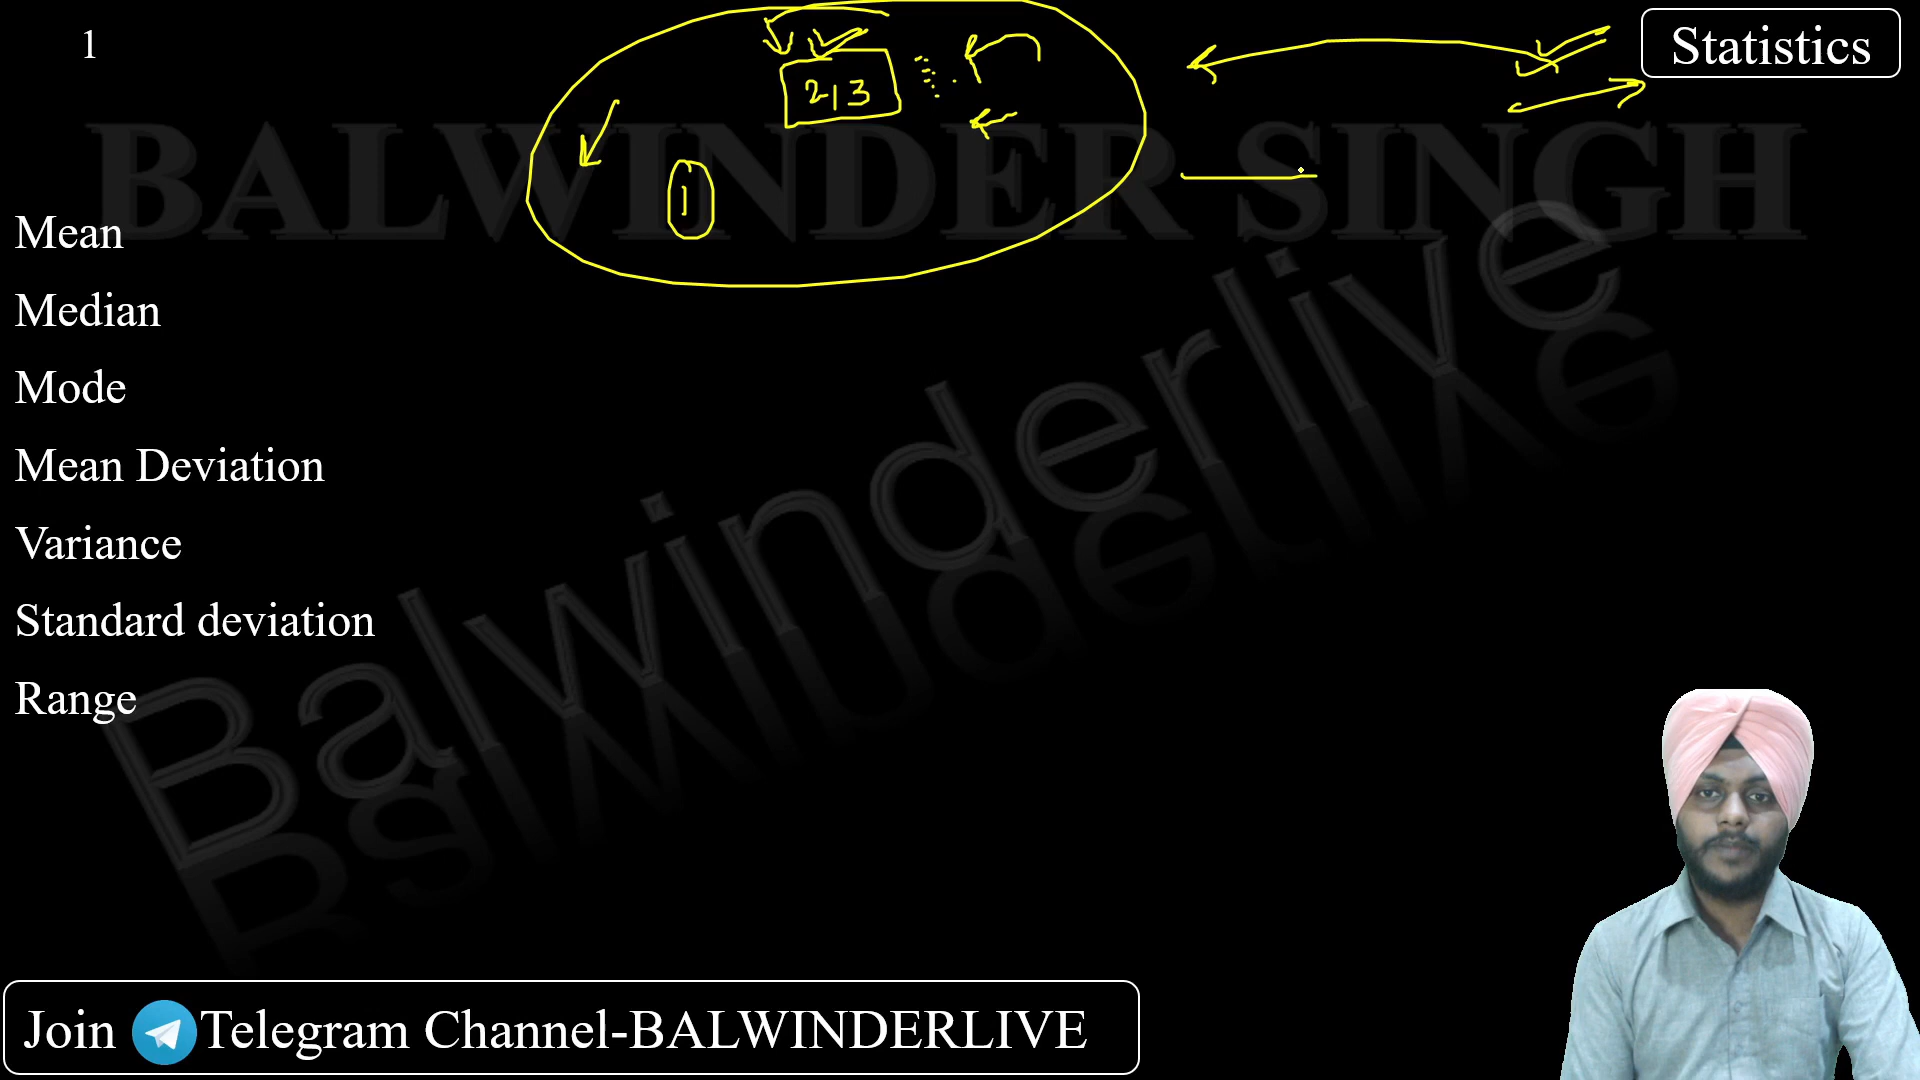 1
Statistics
2-13
1
BALWINDER SINGH
Mean
Median
Mode
Mean Deviation
Variance
Standard deviation
Range
Balwinderlive
Join Telegram Channel-BALWINDERLIVE